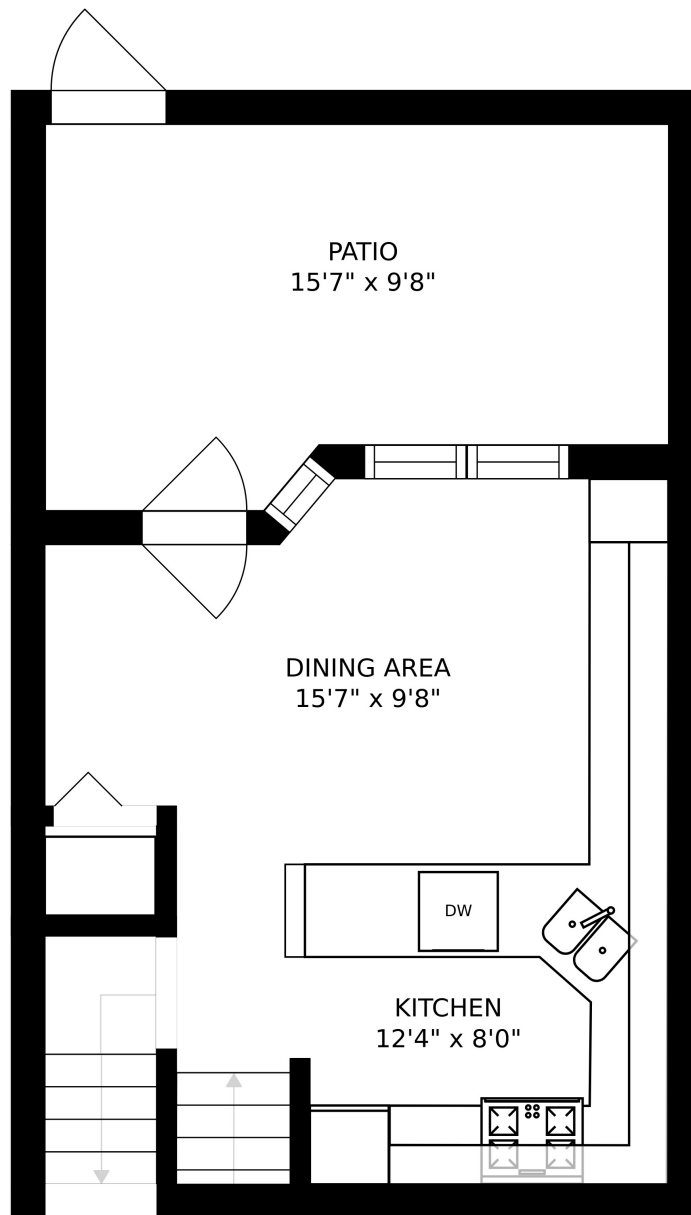 PATIO
15'7" x 9'8"
DINING AREA
15'7" x 9'8"
DW
KITCHEN
12'4" x 8'0"